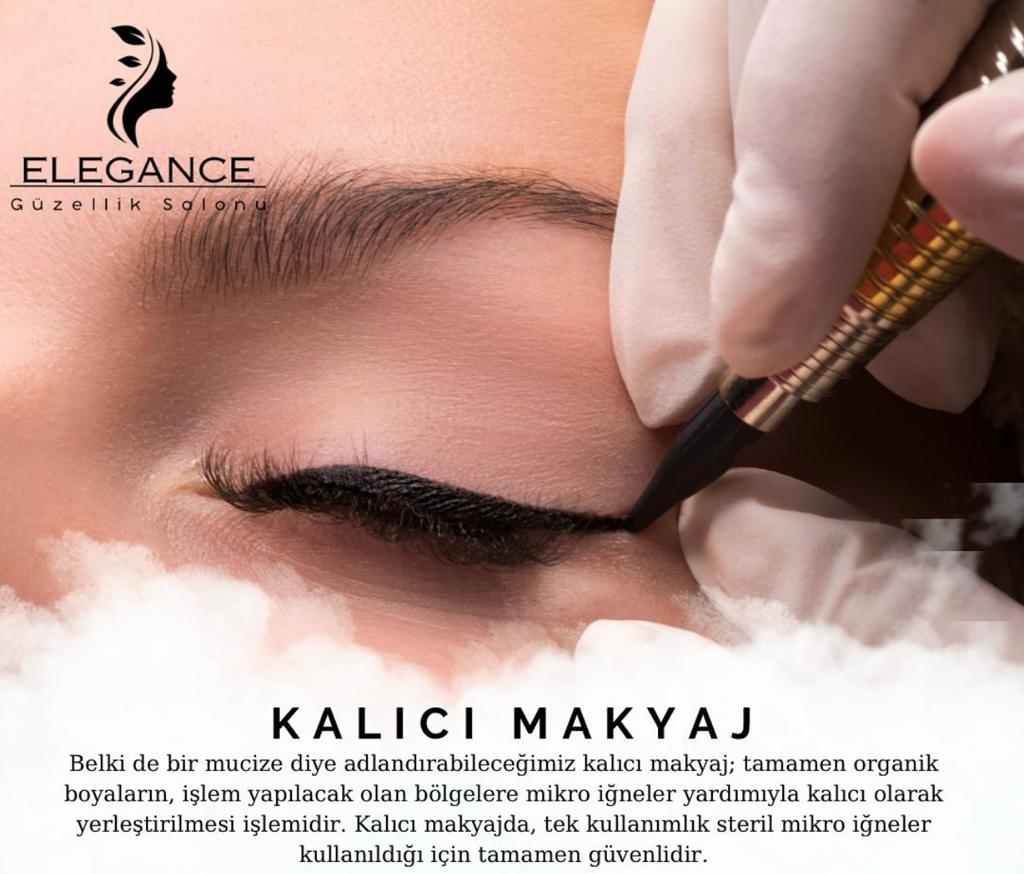 ELEGANCE
Güzellik Salonu
KALICI MAKYAJ
Belki de bir mucize diye adlandırabileceğimiz kalıcı makyaj; tamamen organik
boyaların, işlem yapılacak olan bölgelere mikro iğneler yardımıyla kalıcı olarak
yerleştirilmesi işlemidir. Kalıcı makyajda, tek kullanımlık steril mikro iğneler
kullanıldığı için tamamen güvenlidir.